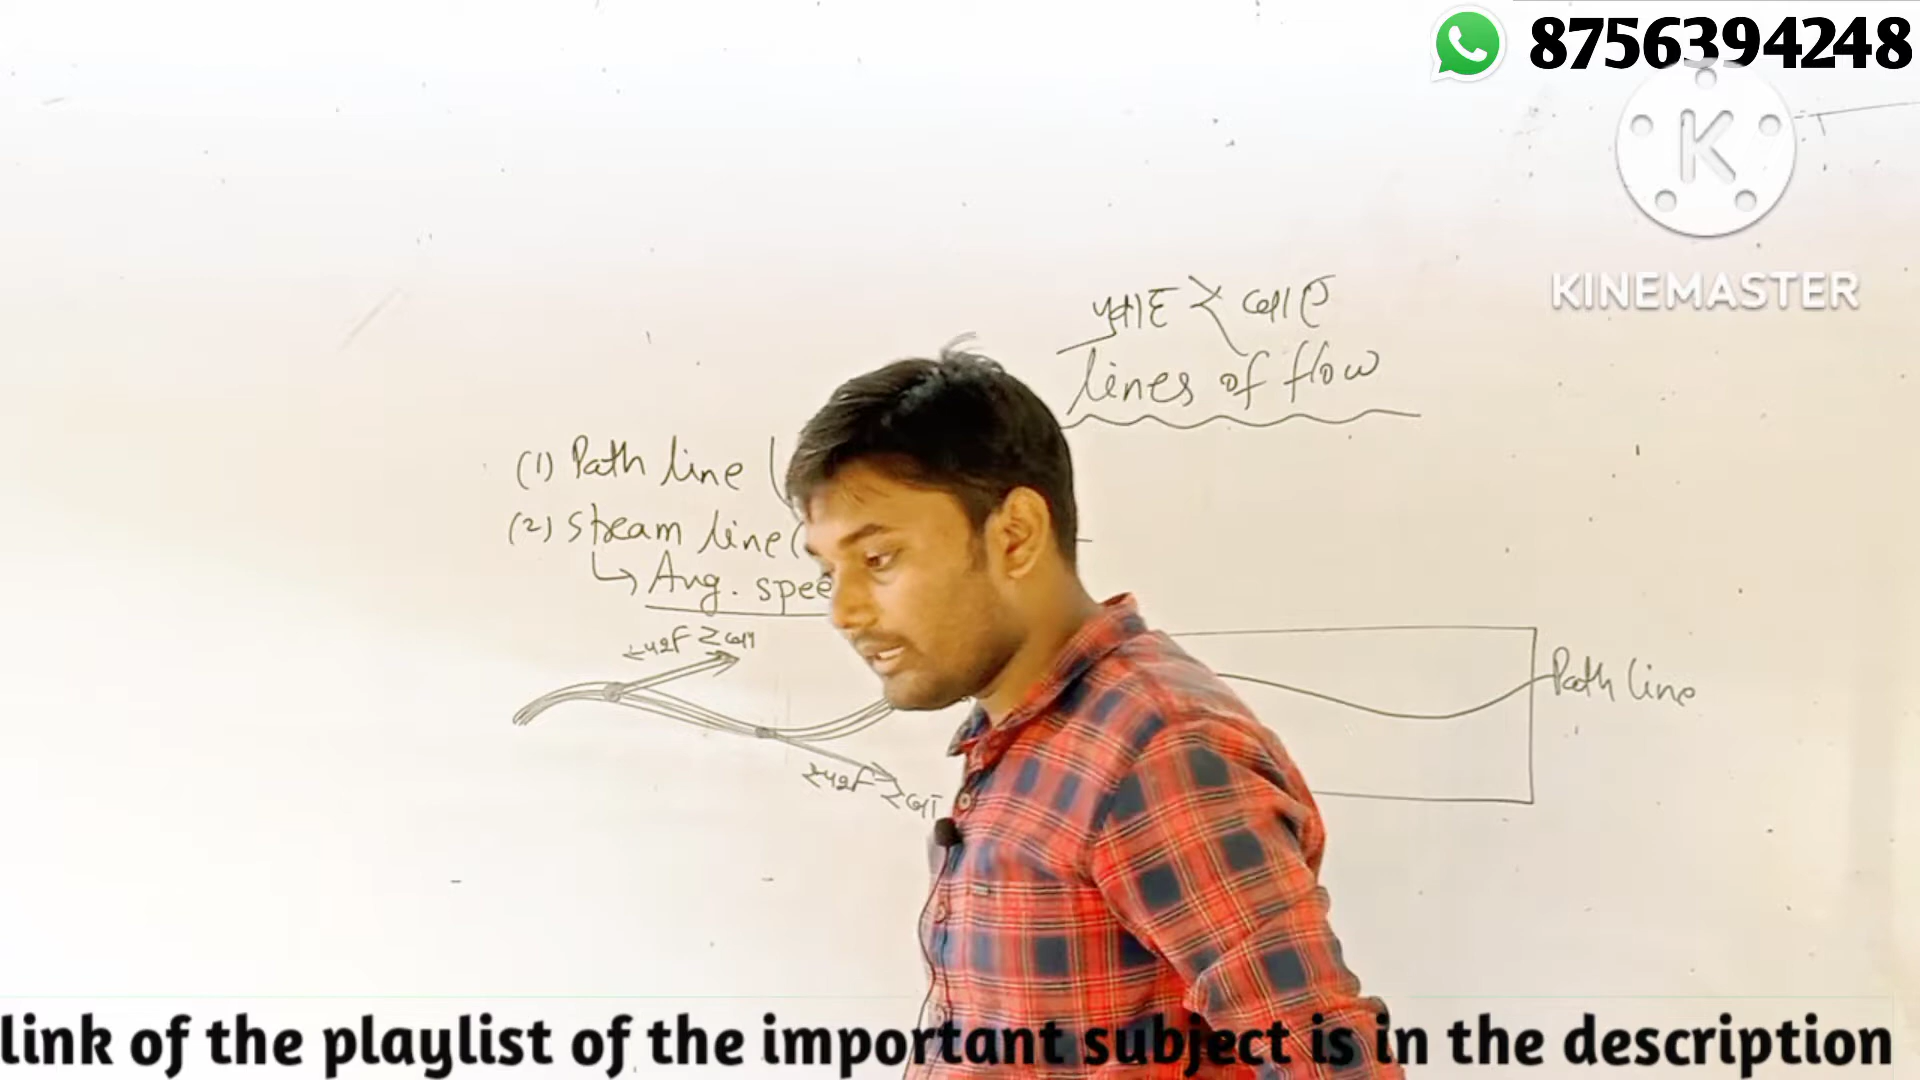 8756394248
KINEMASTER
प्रवाह रेखाएं
lines of flow
(1) Path line (
(2) Stream line (
↳ Avg. spee
स्पर्श रेखा
Path line
स्पर्श रेखा
link of the playlist of the important subject is in the description